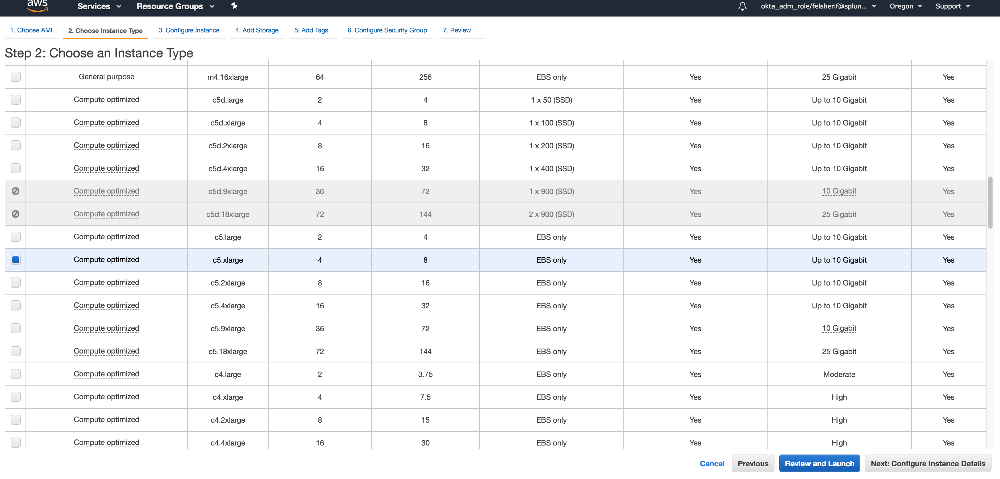 aws Services Resource Groups okta_adm_role/felsherif@splun... Oregon Support
1. Choose AMI 2. Choose Instance Type 3. Configure Instance 4. Add Storage 5. Add Tags 6. Configure Security Group 7. Review
Step 2: Choose an Instance Type
General purpose m4.16xlarge 64 256 EBS only Yes 25 Gigabit Yes
Compute optimized c5d.large 2 4 1 x 50 (SSD) Yes Up to 10 Gigabit Yes
Compute optimized c5d.xlarge 4 8 1 x 100 (SSD) Yes Up to 10 Gigabit Yes
Compute optimized c5d.2xlarge 8 16 1 x 200 (SSD) Yes Up to 10 Gigabit Yes
Compute optimized c5d.4xlarge 16 32 1 x 400 (SSD) Yes Up to 10 Gigabit Yes
Compute optimized c5d.9xlarge 36 72 1 x 900 (SSD) Yes 10 Gigabit Yes
Compute optimized c5d.18xlarge 72 144 2 x 900 (SSD) Yes 25 Gigabit Yes
Compute optimized c5.large 2 4 EBS only Yes Up to 10 Gigabit Yes
Compute optimized c5.xlarge 4 8 EBS only Yes Up to 10 Gigabit Yes
Compute optimized c5.2xlarge 8 16 EBS only Yes Up to 10 Gigabit Yes
Compute optimized c5.4xlarge 16 32 EBS only Yes Up to 10 Gigabit Yes
Compute optimized c5.9xlarge 36 72 EBS only Yes 10 Gigabit Yes
Compute optimized c5.18xlarge 72 144 EBS only Yes 25 Gigabit Yes
Compute optimized c4.large 2 3.75 EBS only Yes Moderate Yes
Compute optimized c4.xlarge 4 7.5 EBS only Yes High Yes
Compute optimized c4.2xlarge 8 15 EBS only Yes High Yes
Compute optimized c4.4xlarge 16 30 EBS only Yes High Yes
Cancel Previous Review and Launch Next: Configure Instance Details